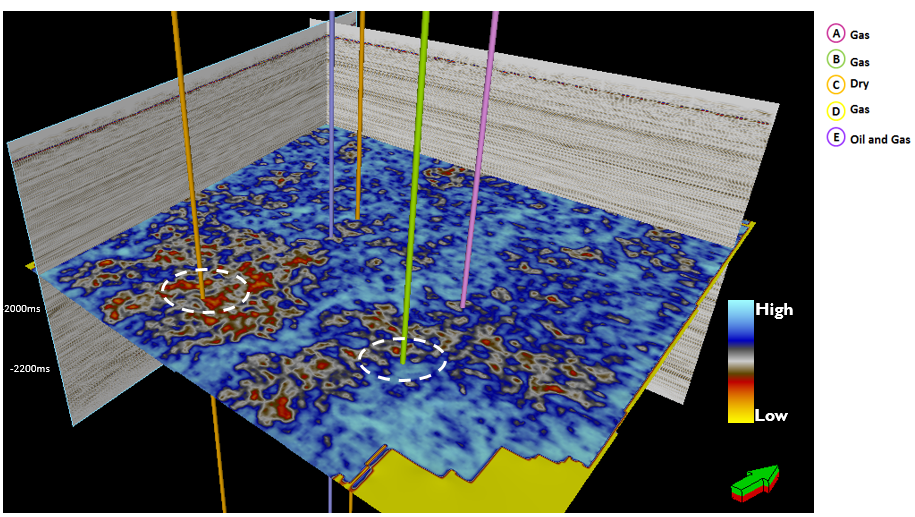 A Gas
B Gas
C Dry
D Gas
E Oil and Gas
-2000ms
-2200ms
High
Low